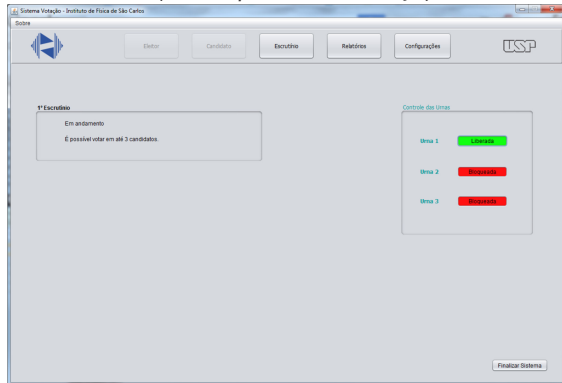 Sistema Votação - Instituto de Física de São Carlos
Sobre
Eleitor
Candidato
Escrutínio
Relatórios
Configurações
USP
1º Escrutínio
Em andamento
É possível votar em até 3 candidatos.
Controle das Urnas
Urna 1
Liberada
Urna 2
Bloqueada
Urna 3
Bloqueada
Finalizar Sistema